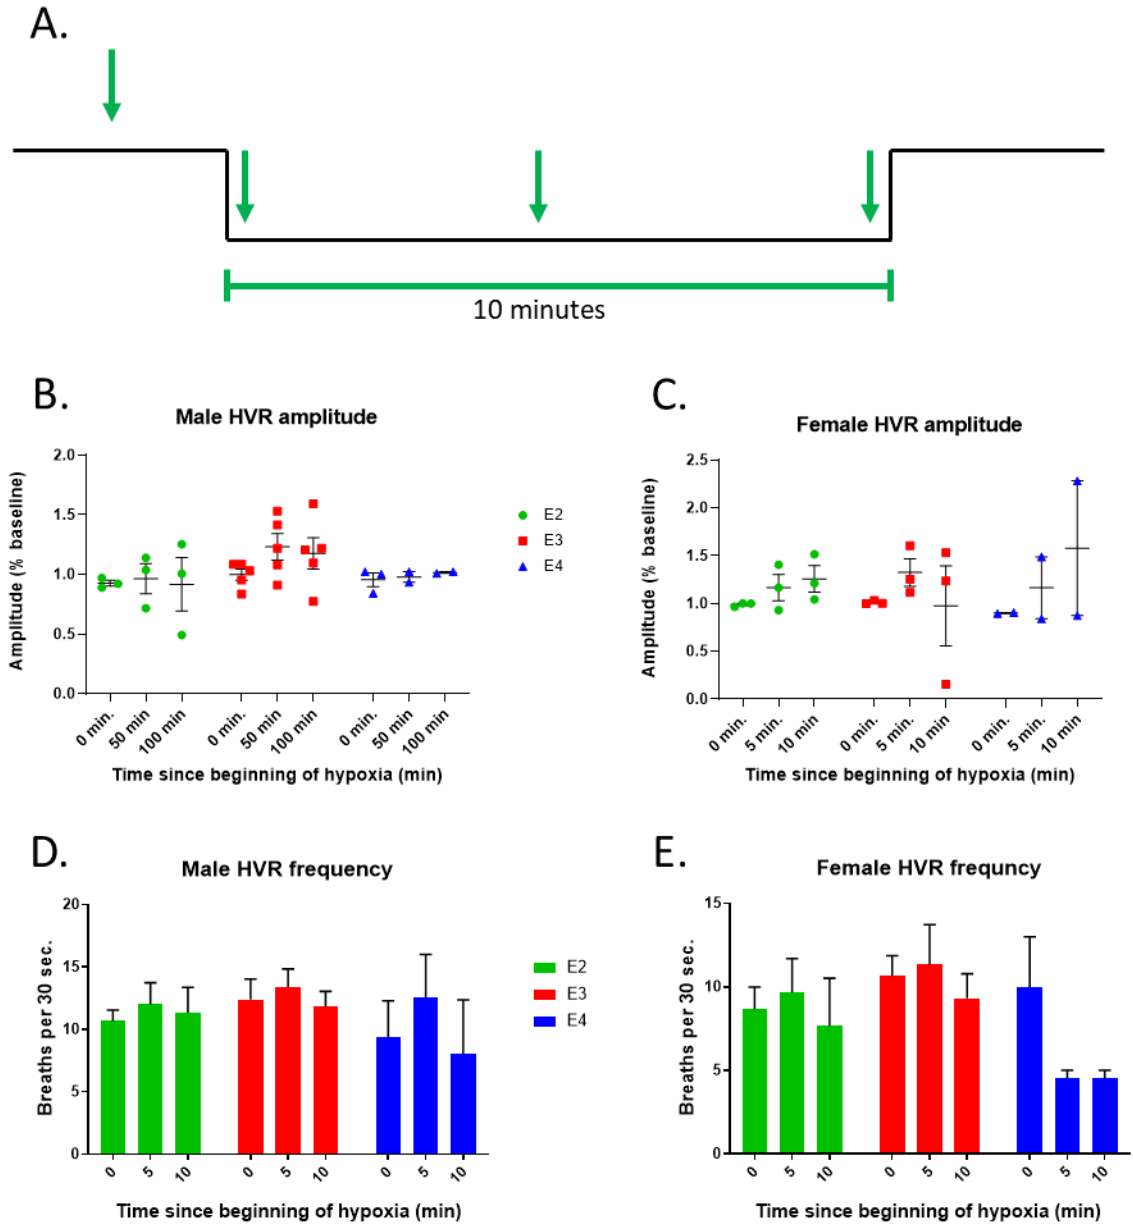 A.
10 minutes
B.
Male HVR amplitude
Amplitude (% baseline)
2.0
1.5
1.0
0.5
0.0
0 min.
50 min
100 min
0 min.
50 min
100 min
0 min.
50 min
100 min
Time since beginning of hypoxia (min)
E2
E3
E4
C.
Female HVR amplitude
Amplitude (% baseline)
2.5
2.0
1.5
1.0
0.5
0.0
0 min.
5 min
10 min
0 min.
5 min
10 min
0 min.
5 min
10 min
Time since beginning of hypoxia (min)
D.
Male HVR frequency
Breaths per 30 sec.
20
15
10
5
0
0
5
10
0
5
10
0
5
10
Time since beginning of hypoxia (min)
E2
E3
E4
E.
Female HVR frequncy
Breaths per 30 sec.
15
10
5
0
0
5
10
0
5
10
0
5
10
Time since beginning of hypoxia (min)